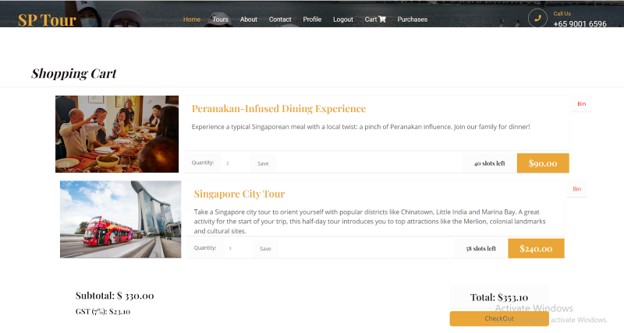 SP Tour
Home Tours About Contact Profile Logout Cart Purchases
Call Us
+65 9001 6596
Shopping Cart
Peranakan-Infused Dining Experience
Bin
Experience a typical Singaporean meal with a local twist: a pinch of Peranakan influence. Join our family for dinner!
Quantity: 2 Save 40 slots left $90.00
Singapore City Tour
Bin
Take a Singapore city tour to orient yourself with popular districts like Chinatown, Little India and Marina Bay. A great
activity for the start of your trip, this half-day tour introduces you to top attractions like the Merlion, colonial landmarks
and cultural sites.
Quantity: Save 58 slots left $240.00
Subtotal: $ 330.00
GST (7%): $23.10
Total: $353.10
CheckOut
Activate Windows
activate Windows.